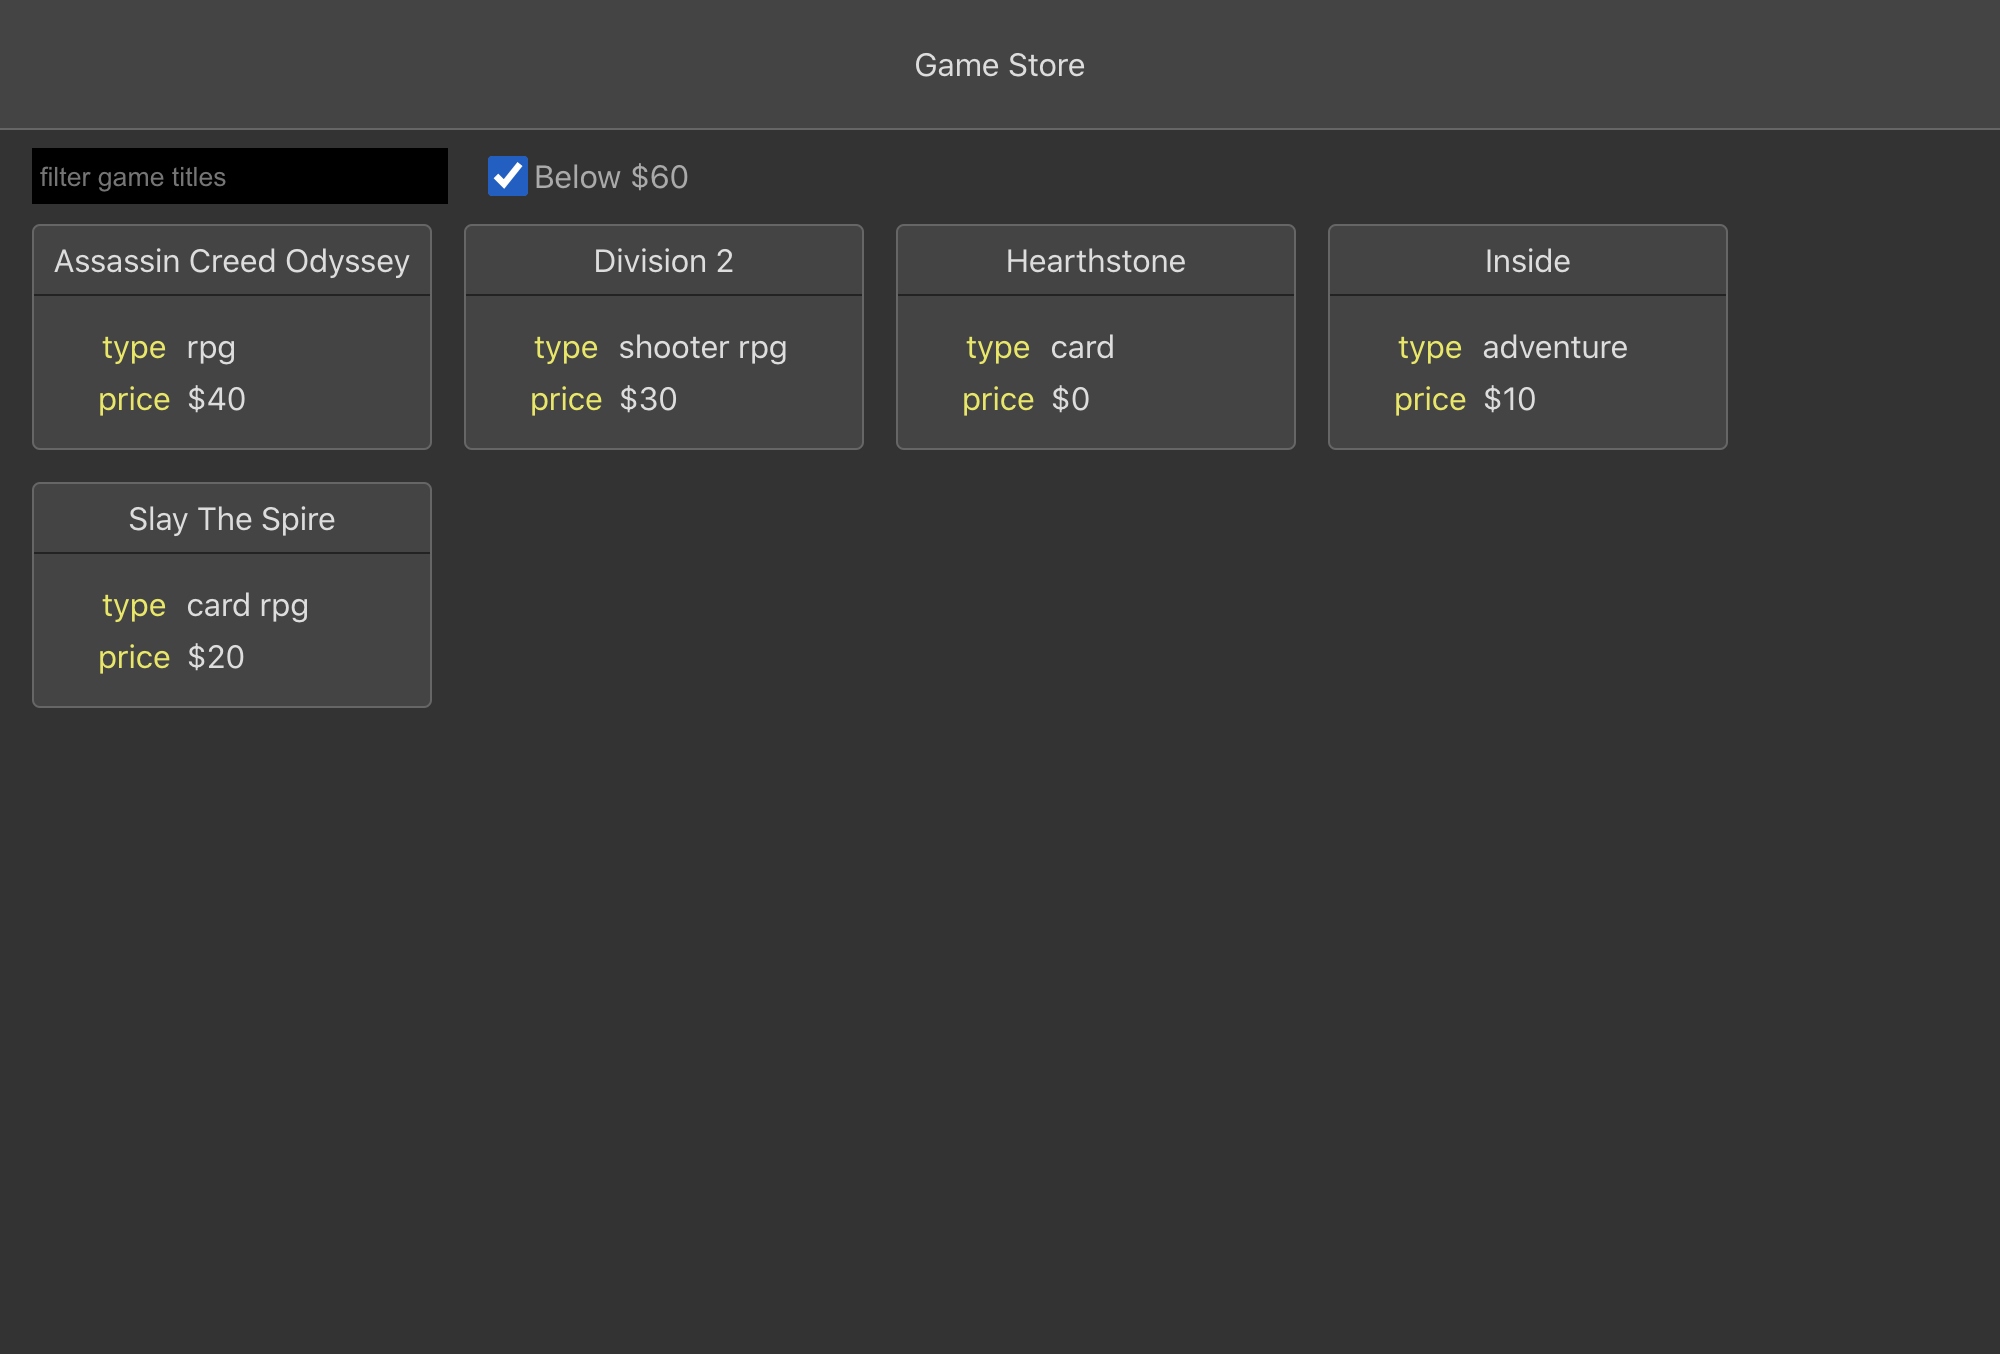 Game Store
filter game titles
Below $60
Assassin Creed Odyssey
type rpg
price $40
Division 2
type shooter rpg
price $30
Hearthstone
type card
price $0
Inside
type adventure
price $10
Slay The Spire
type card rpg
price $20